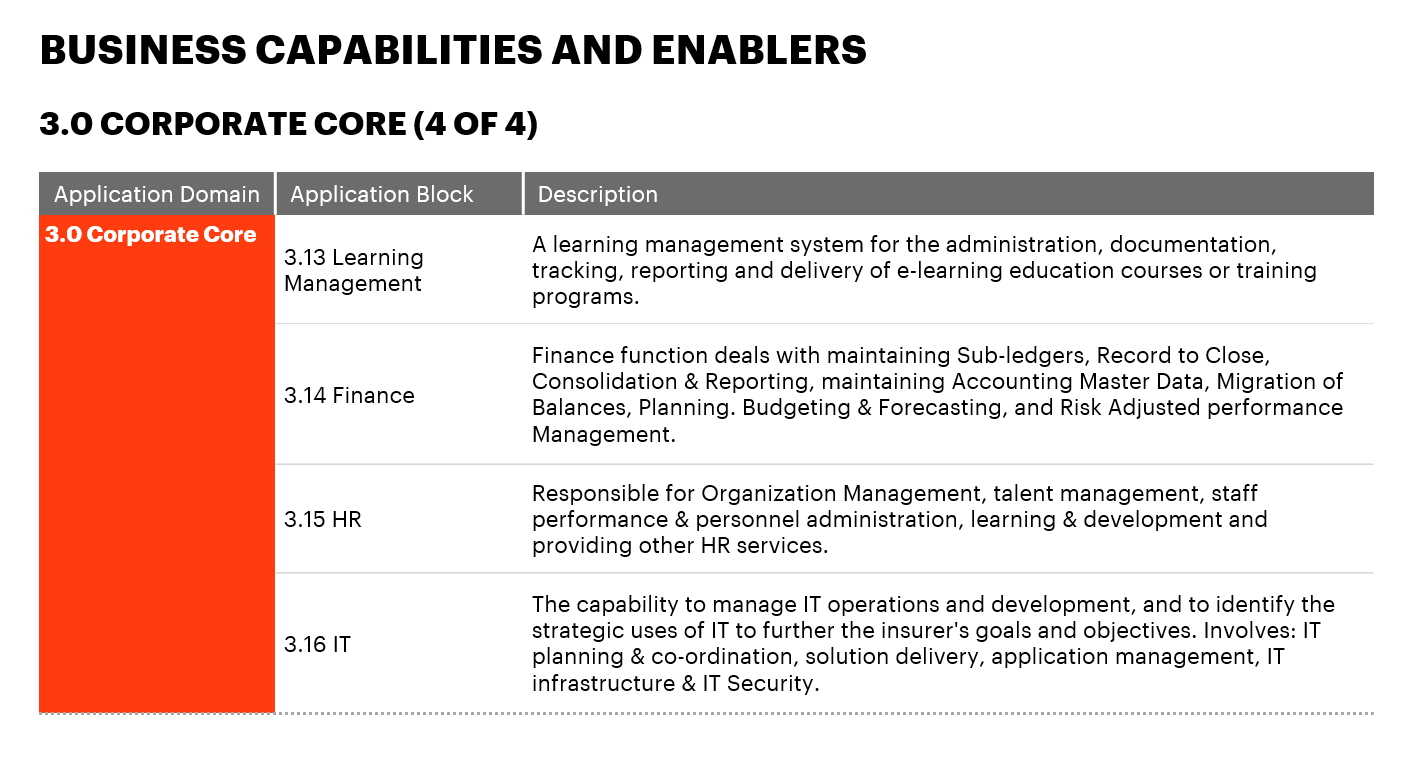 BUSINESS CAPABILITIES AND ENABLERS
3.0 CORPORATE CORE (4 OF 4)
Application Domain
Application Block
Description
3.0 Corporate Core
3.13 Learning
Management
A learning management system for the administration, documentation,
tracking, reporting and delivery of e-learning education courses or training
programs.
3.14 Finance
Finance function deals with maintaining Sub-ledgers, Record to Close,
Consolidation & Reporting, maintaining Accounting Master Data, Migration of
Balances, Planning. Budgeting & Forecasting, and Risk Adjusted performance
Management.
3.15 HR
Responsible for Organization Management, talent management, staff
performance & personnel administration, learning & development and
providing other HR services.
3.16 IT
The capability to manage IT operations and development, and to identify the
strategic uses of IT to further the insurer's goals and objectives. Involves: IT
planning & co-ordination, solution delivery, application management, IT
infrastructure & IT Security.